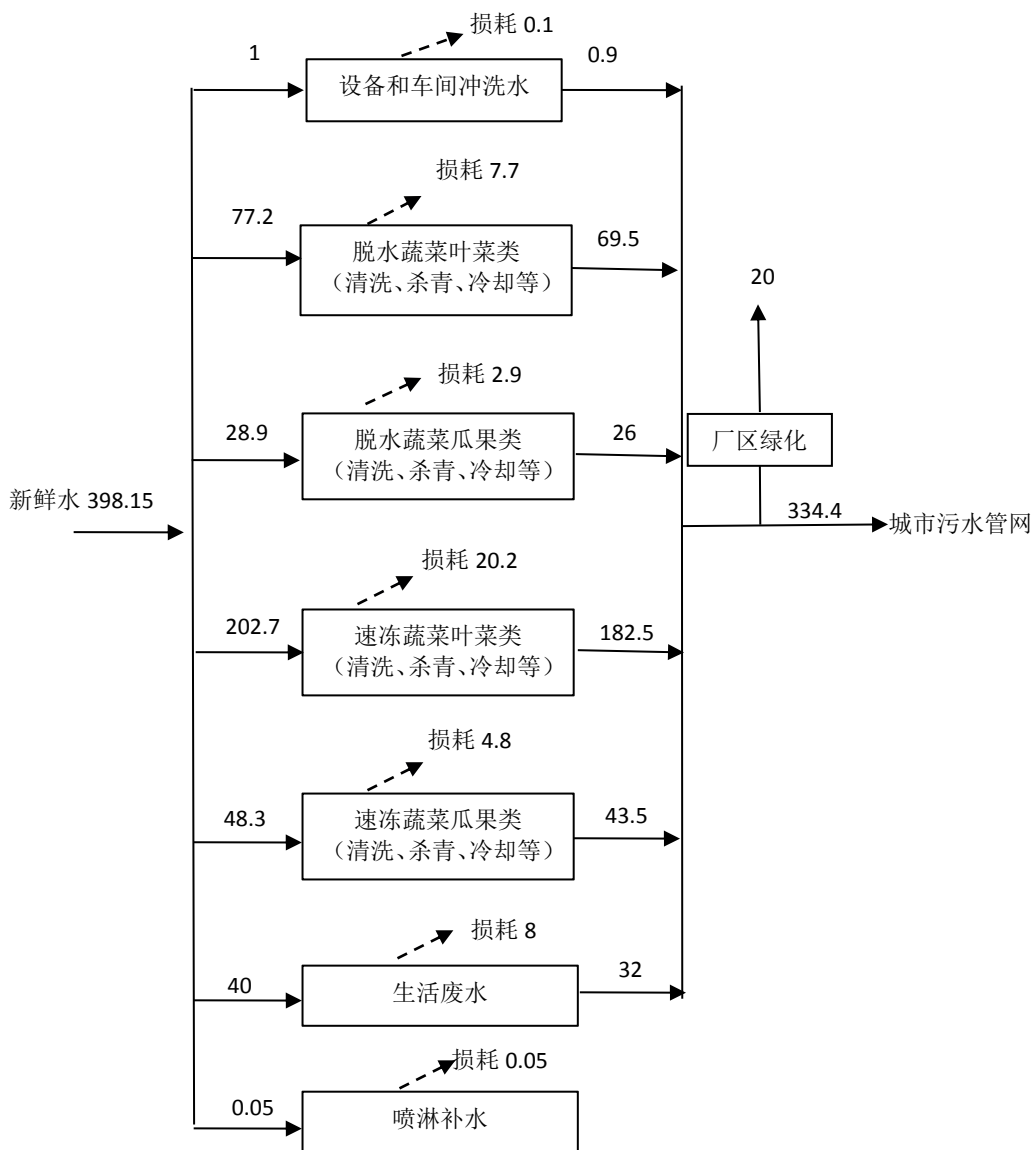 损耗 0.1
1
0.9
设备和车间冲洗水
损耗 7.7
77.2
69.5
脱水蔬菜叶菜类
（清洗、杀青、冷却等）
20
损耗 2.9
28.9
26
脱水蔬菜瓜果类
（清洗、杀青、冷却等）
厂区绿化
新鲜水 398.15
334.4
城市污水管网
损耗 20.2
202.7
182.5
速冻蔬菜叶菜类
（清洗、杀青、冷却等）
损耗 4.8
48.3
43.5
速冻蔬菜瓜果类
（清洗、杀青、冷却等）
损耗 8
40
32
生活废水
损耗 0.05
0.05
喷淋补水